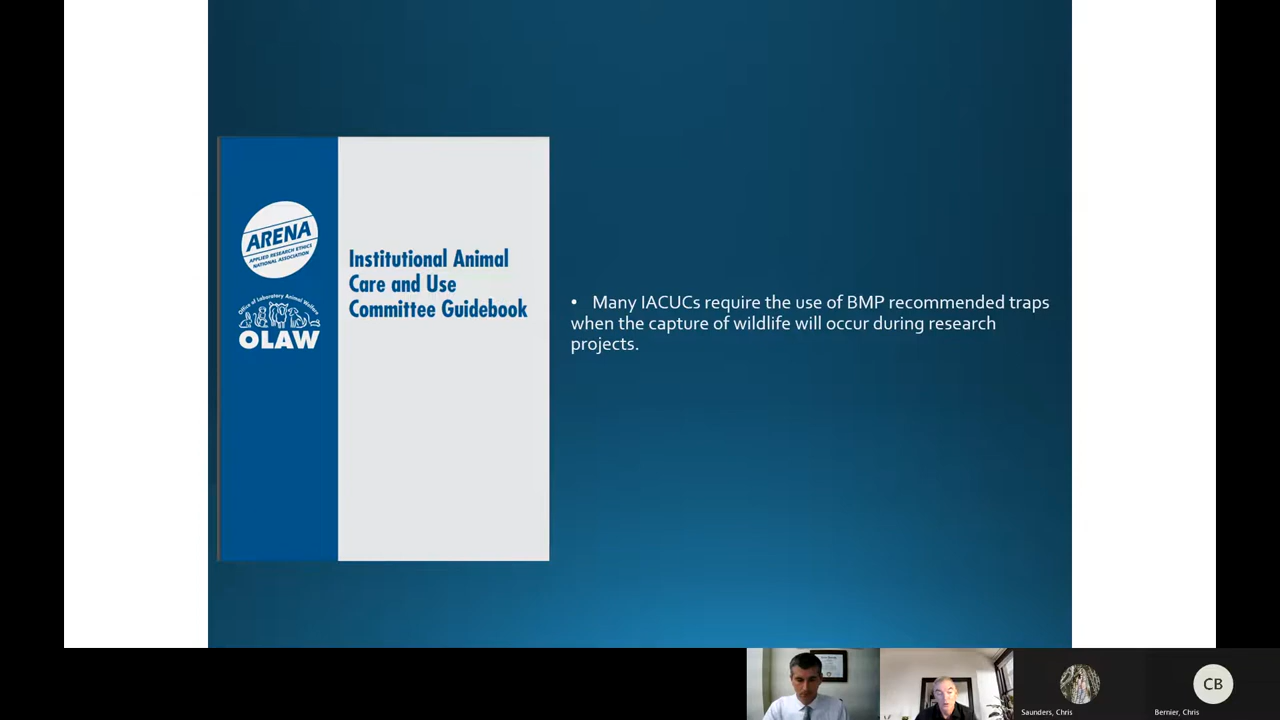 ARENA
APPLIED RESEARCH ETHICS
NATIONAL ASSOCIATION
Office of Laboratory Animal Welfare
OLAW
Institutional Animal
Care and Use
Committee Guidebook
• Many IACUCs require the use of BMP recommended traps
when the capture of wildlife will occur during research
projects.
Saunders, Chris
CB
Bernier, Chris